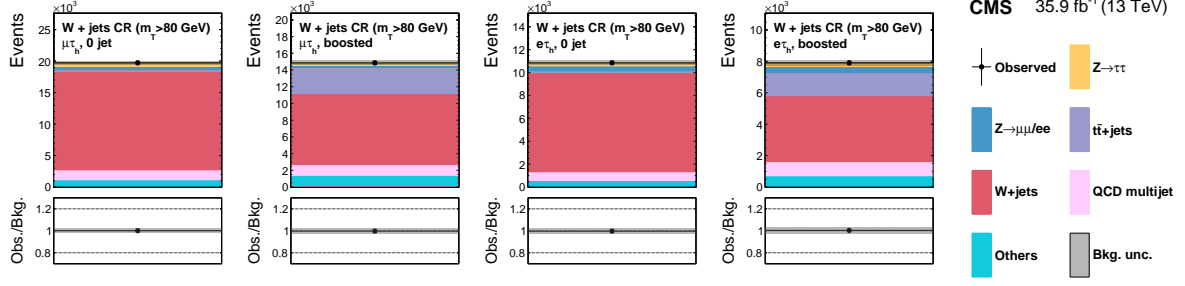 ×10³
Events
W + jets CR (m_T>80 GeV)
μτ_h, 0 jet
25
20
15
10
5
0
Obs./Bkg.
1.2
1
0.8
×10³
Events
W + jets CR (m_T>80 GeV)
μτ_h, boosted
20
18
16
14
12
10
8
6
4
2
0
Obs./Bkg.
1.2
1
0.8
×10³
Events
W + jets CR (m_T>80 GeV)
eτ_h, 0 jet
14
12
10
8
6
4
2
0
Obs./Bkg.
1.2
1
0.8
×10³
Events
W + jets CR (m_T>80 GeV)
eτ_h, boosted
10
8
6
4
2
0
Obs./Bkg.
1.2
1
0.8
CMS 35.9 fb⁻¹ (13 TeV)
Observed
Z→ττ
Z→μμ/ee
tt̄+jets
W+jets
QCD multijet
Others
Bkg. unc.